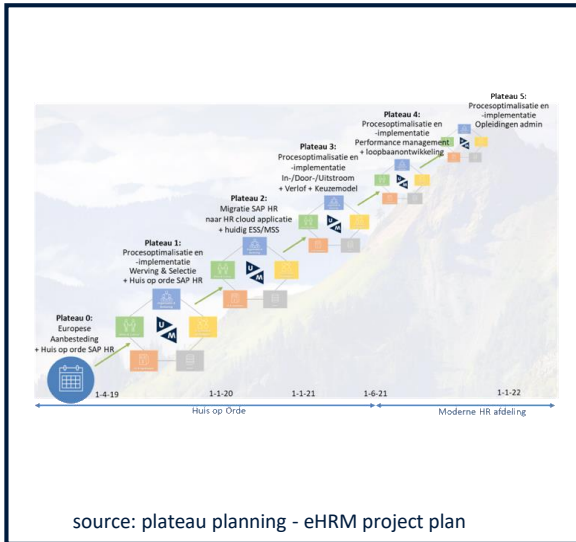 Plateau 5:
Procesoptimalisatie en
-implementatie
Opleidingen admin
Plateau 4:
Procesoptimalisatie en
-implementatie
Performance management
+ loopbaanontwikkeling
Plateau 3:
Procesoptimalisatie en
-implementatie
In-/Door-/Uitstroom
+ Verlof + Keuzemodel
Plateau 2:
Migratie SAP HR
naar HR cloud applicatie
+ huidig ESS/MSS
Plateau 1:
Procesoptimalisatie en
-implementatie
Werving & Selectie
+ Huis op orde SAP HR
Plateau 0:
Europese
Aanbesteding
+ Huis op orde SAP HR
1-4-19 1-1-20 1-1-21 1-6-21 1-1-22
Huis op Orde Moderne HR afdeling
source: plateau planning - eHRM project plan